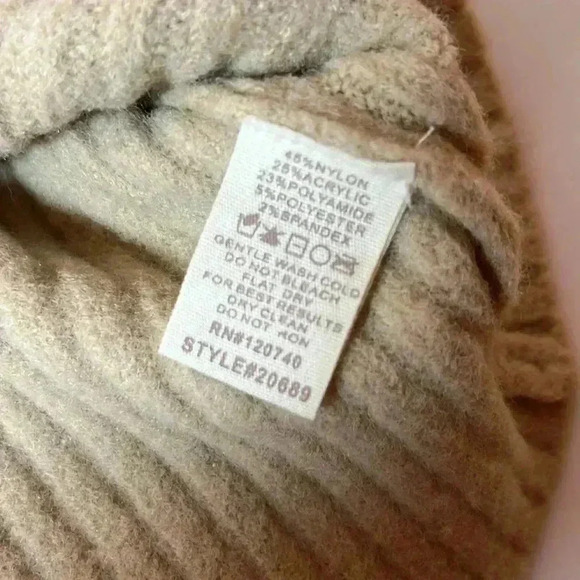 45%NYLON
25%ACRYLIC
23%POLYAMIDE
5%POLYESTER
2%SPANDEX
GENTLE WASH COLD
DO NOT BLEACH
FLAT DRY
FOR BEST RESULTS
DRY CLEAN
DO NOT IRON
RN#120740
STYLE#20689